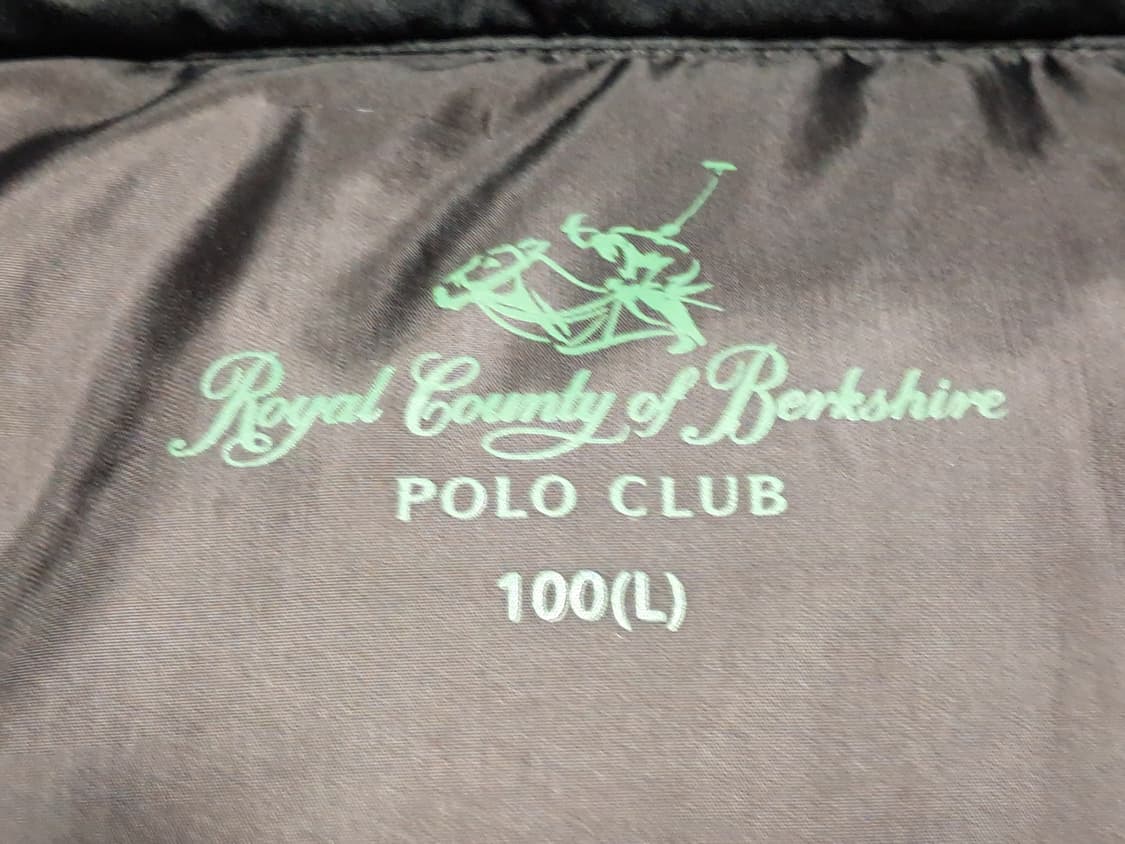 Royal County of Berkshire
POLO CLUB
100(L)